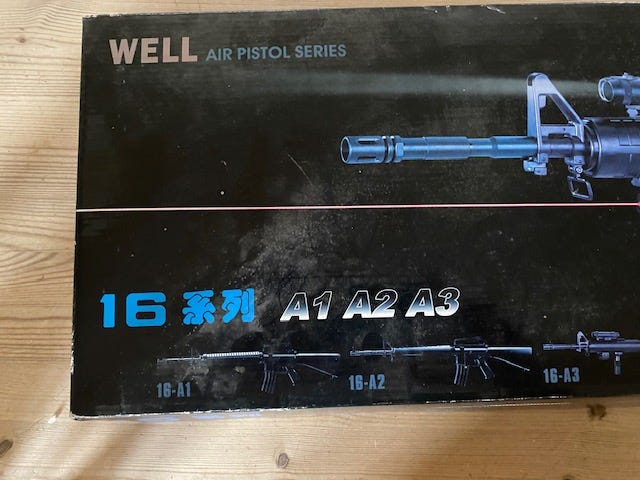 WELL AIR PISTOL SERIES
16 系列 A1 A2 A3
16-A1 16-A2 16-A3